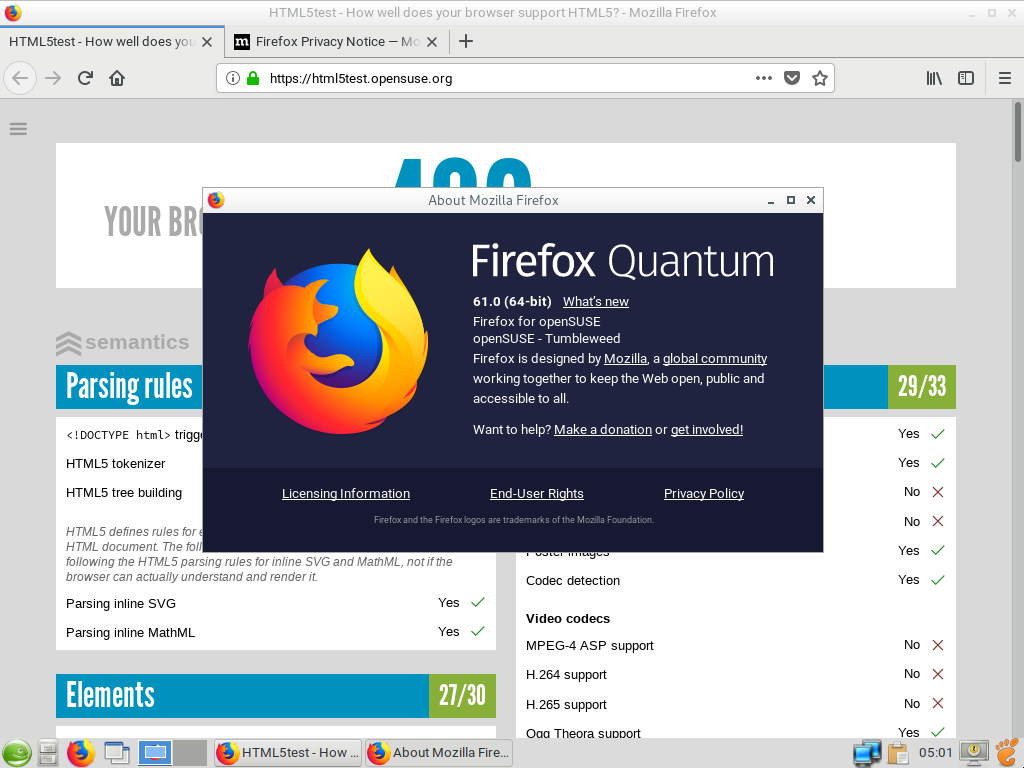 HTML5test - How well does your browser support HTML5? - Mozilla Firefox
HTML5test - How well does you
Firefox Privacy Notice — Mo
https://html5test.opensuse.org
YOUR BRO
About Mozilla Firefox
Firefox Quantum
61.0 (64-bit) What's new
Firefox for openSUSE
openSUSE - Tumbleweed
Firefox is designed by Mozilla, a global community
working together to keep the Web open, public and
accessible to all.
Want to help? Make a donation or get involved!
Licensing Information End-User Rights Privacy Policy
Firefox and the Firefox logos are trademarks of the Mozilla Foundation.
semantics
Parsing rules
<!DOCTYPE html> trigge
HTML5 tokenizer
HTML5 tree building
HTML5 defines rules for e
HTML document. The foll
following the HTML5 parsing rules for inline SVG and MathML, not if the
browser can actually understand and render it.
Parsing inline SVG Yes
Parsing inline MathML Yes
Elements 27/30
29/33
Yes
Yes
No
No
Poster images Yes
Codec detection Yes
Video codecs
MPEG-4 ASP support No
H.264 support No
H.265 support No
Ogg Theora support Yes
HTML5test - How ...
About Mozilla Fire...
05:01